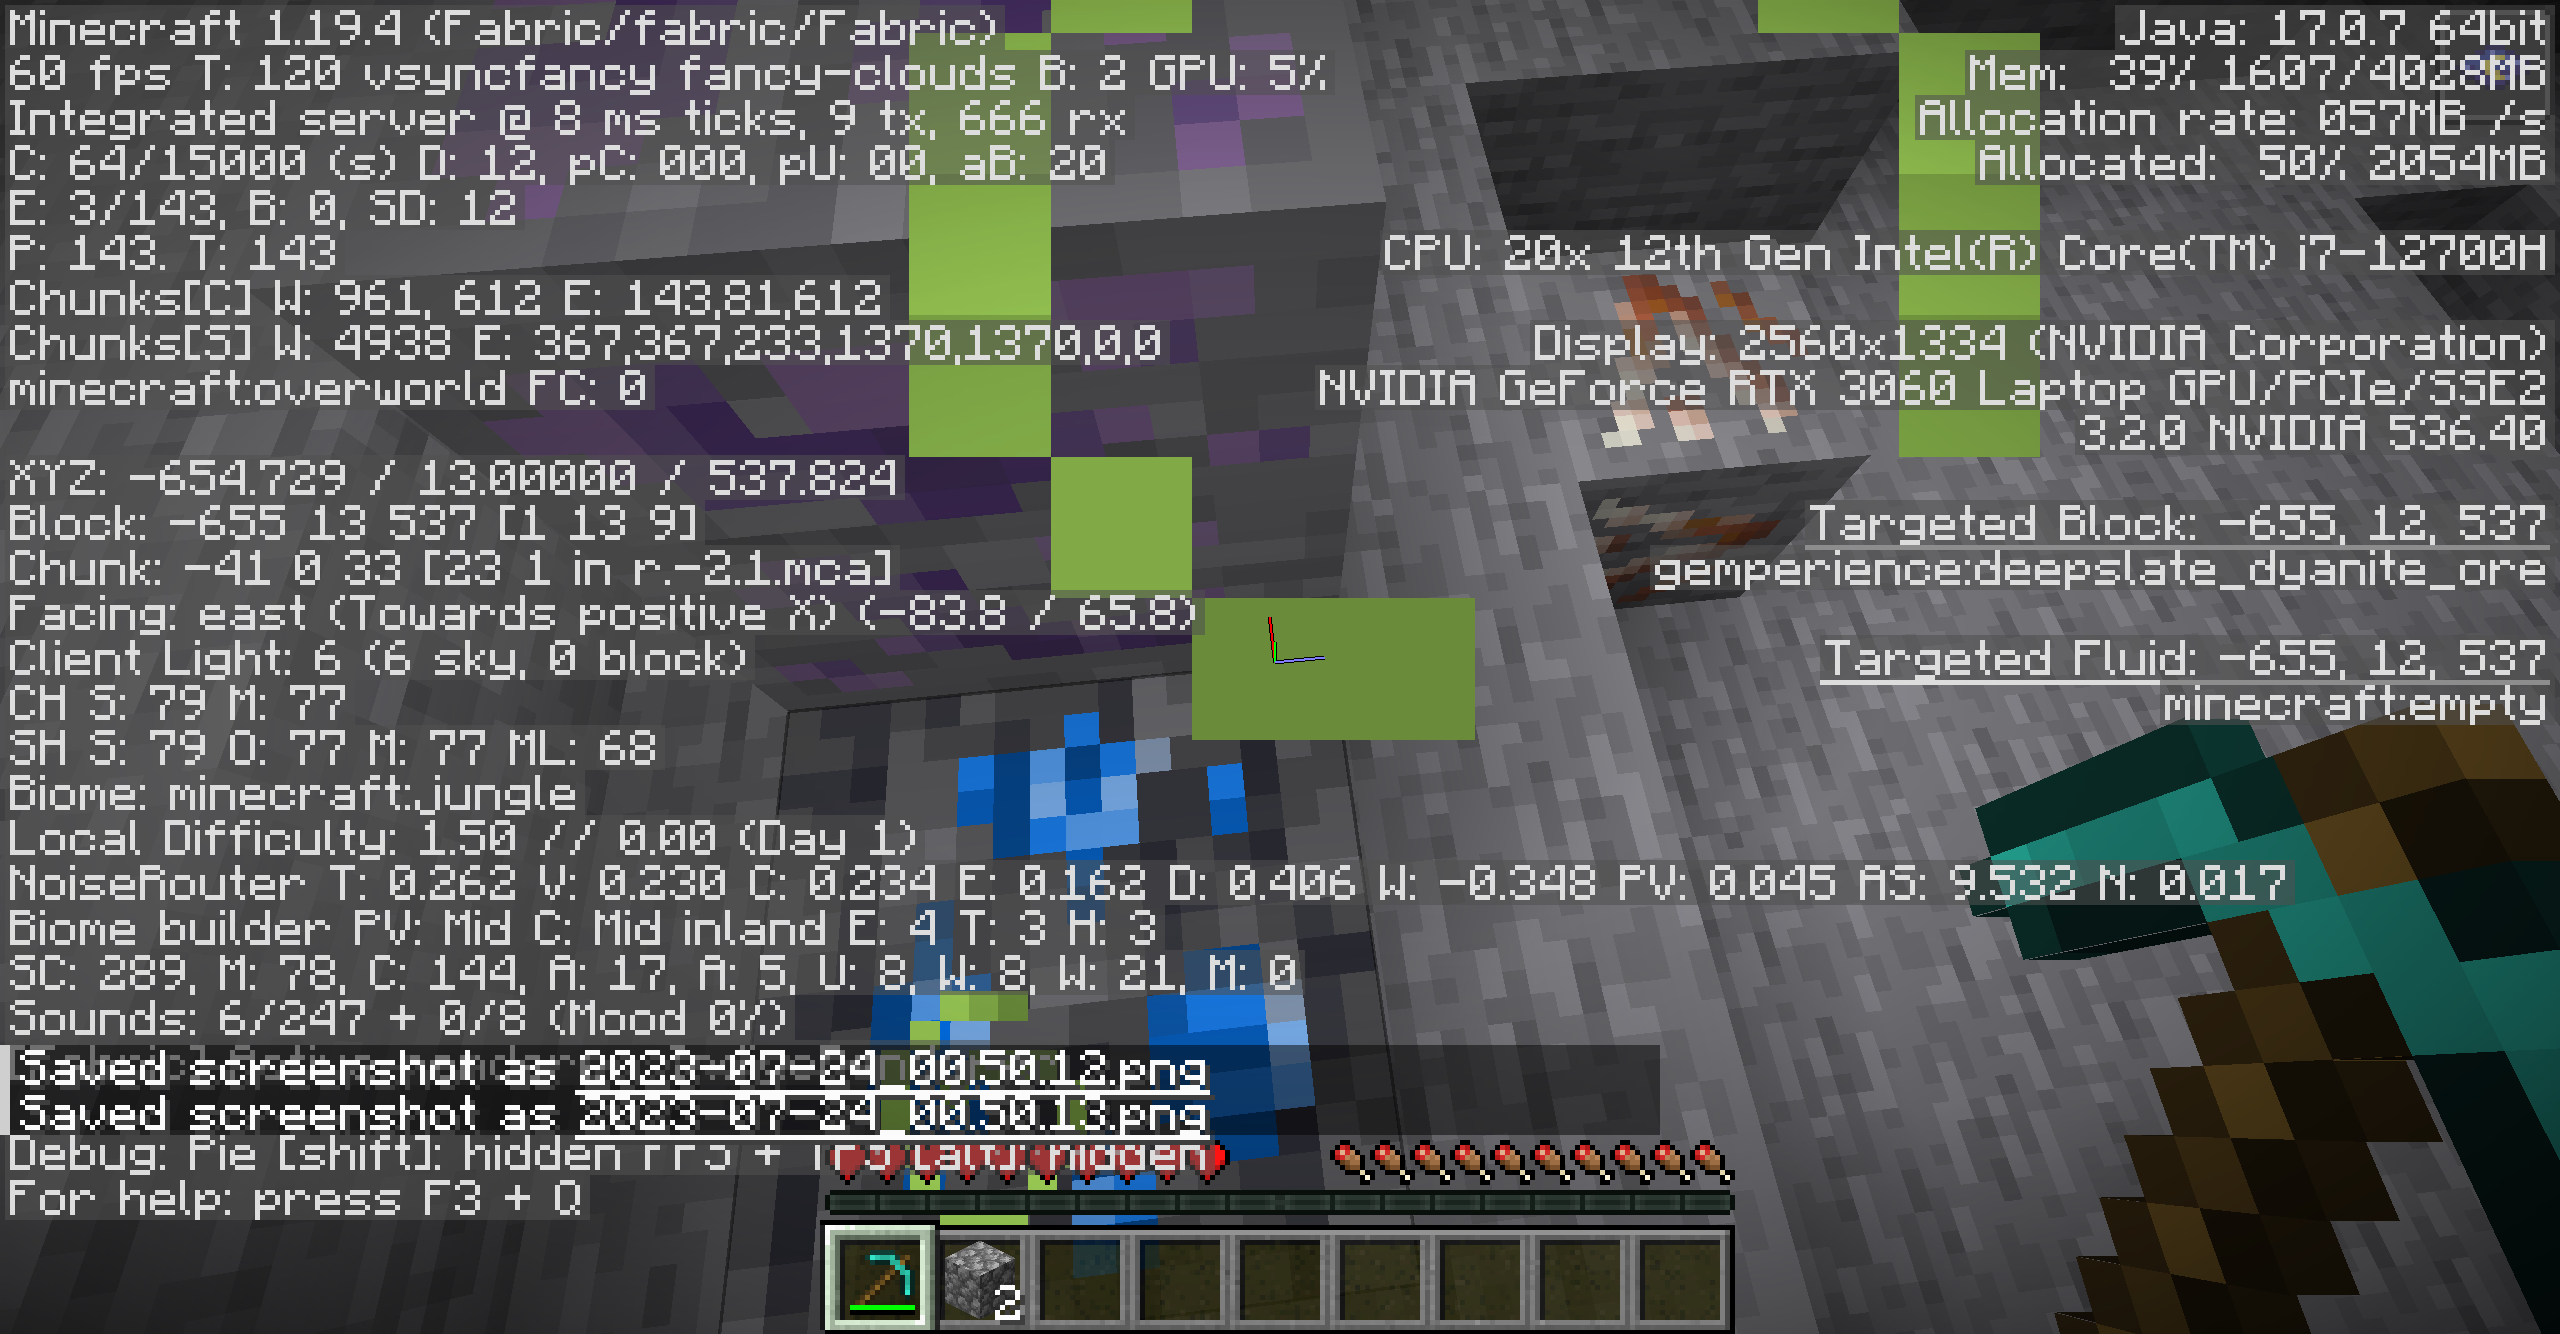 Minecraft 1.19.4 (Fabric/fabric/Fabric)
60 fps T: 120 vsyncfancy fancy-clouds B: 2 GPU: 5%
Integrated server @ 8 ms ticks, 9 tx, 666 rx
C: 64/15000 (s) D: 12, pC: 000, pU: 00, aB: 20
E: 3/143, B: 0, SD: 12
P: 143. T: 143
Chunks[C] W: 961, 612 E: 143,81,612
Chunks[S] W: 4938 E: 367,367,233,1370,1370,0,0
minecraft:overworld FC: 0
XYZ: -654.729 / 13.00000 / 537.824
Block: -655 13 537 [1 13 9]
Chunk: -41 0 33 [23 1 in r.-2.1.mca]
Facing: east (Towards positive X) (-83.8 / 65.8)
Client Light: 6 (6 sky, 0 block)
CH S: 79 M: 77
SH S: 79 O: 77 M: 77 ML: 68
Biome: minecraft:jungle
Local Difficulty: 1.50 // 0.00 (Day 1)
NoiseRouter T: 0.262 V: 0.230 C: 0.234 E: 0.162 D: 0.406 W: -0.348 PV: 0.045 AS: 9.532 N: 0.017
Biome builder PV: Mid C: Mid inland E: 4 T: 3 H: 3
SC: 289, M: 78, C: 144, A: 17, A: 5, U: 8, W: 8, W: 21, M: 0
Sounds: 6/247 + 0/8 (Mood 0%)
Saved screenshot as 2023-07-24_00.50.12.png
Saved screenshot as 2023-07-24_00.50.13.png
Debug: Pie [shift]: hidden hidden
For help: press F3 + Q
Java: 17.0.7 64bit
Mem: 39% 1607/4028MB
Allocation rate: 057MB /s
Allocated: 50% 2054MB
CPU: 20x 12th Gen Intel(R) Core(TM) i7-12700H
Display: 2560x1334 (NVIDIA Corporation)
NVIDIA GeForce RTX 3060 Laptop GPU/PCIe/SSE2
3.2.0 NVIDIA 536.40
Targeted Block: -655, 12, 537
gemperience:deepslate_dyanite_ore
Targeted Fluid: -655, 12, 537
minecraft:empty
2